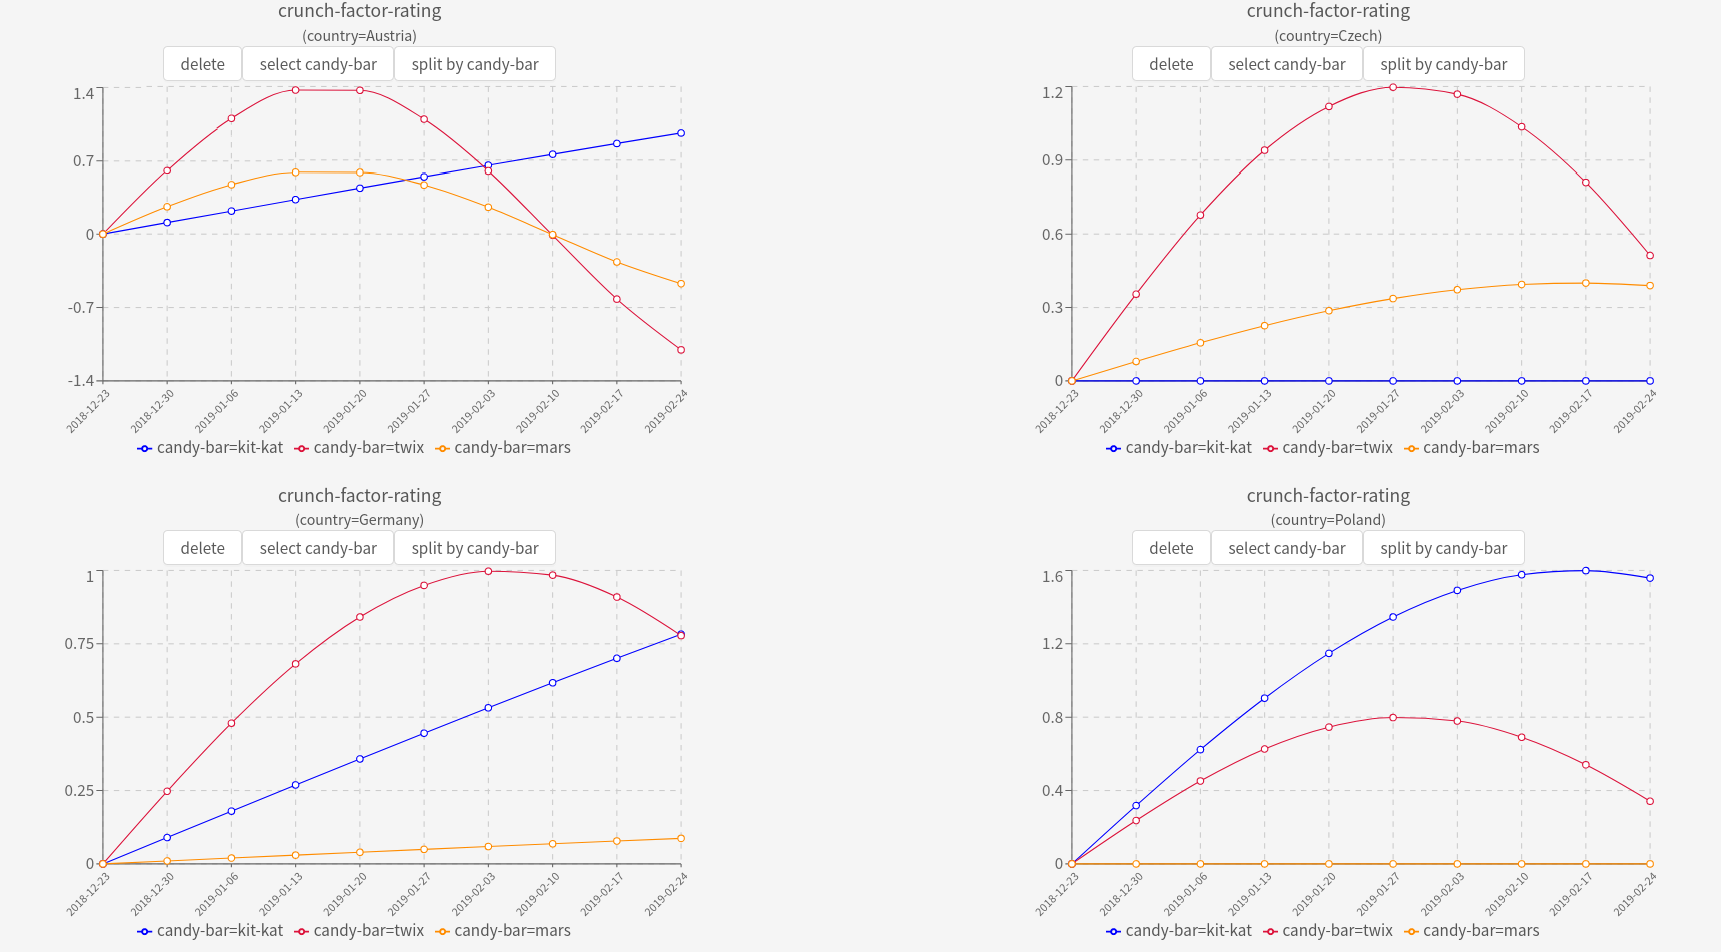 crunch-factor-rating
(country=Austria)
delete select candy-bar split by candy-bar
1.4
0.7
0
-0.7
-1.4
2018-12-23 2018-12-30 2019-01-06 2019-01-13 2019-01-20 2019-01-27 2019-02-03 2019-02-10 2019-02-17 2019-02-24
candy-bar=kit-kat candy-bar=twix candy-bar=mars
crunch-factor-rating
(country=Czech)
delete select candy-bar split by candy-bar
1.2
0.9
0.6
0.3
0
2018-12-23 2018-12-30 2019-01-06 2019-01-13 2019-01-20 2019-01-27 2019-02-03 2019-02-10 2019-02-17 2019-02-24
candy-bar=kit-kat candy-bar=twix candy-bar=mars
crunch-factor-rating
(country=Germany)
delete select candy-bar split by candy-bar
1
0.75
0.5
0.25
0
2018-12-23 2018-12-30 2019-01-06 2019-01-13 2019-01-20 2019-01-27 2019-02-03 2019-02-10 2019-02-17 2019-02-24
candy-bar=kit-kat candy-bar=twix candy-bar=mars
crunch-factor-rating
(country=Poland)
delete select candy-bar split by candy-bar
1.6
1.2
0.8
0.4
0
2018-12-23 2018-12-30 2019-01-06 2019-01-13 2019-01-20 2019-01-27 2019-02-03 2019-02-10 2019-02-17 2019-02-24
candy-bar=kit-kat candy-bar=twix candy-bar=mars